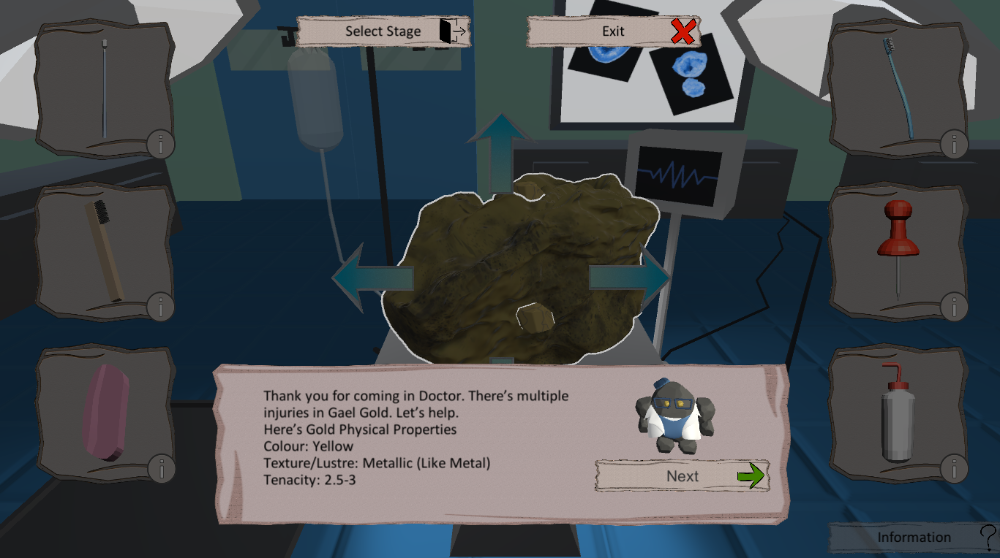 Select Stage
Exit
Thank you for coming in Doctor. There's multiple
injuries in Gael Gold. Let's help.
Here's Gold Physical Properties
Colour: Yellow
Texture/Lustre: Metallic (Like Metal)
Tenacity: 2.5-3
Next
Information
?
i
i
i
i
i
i